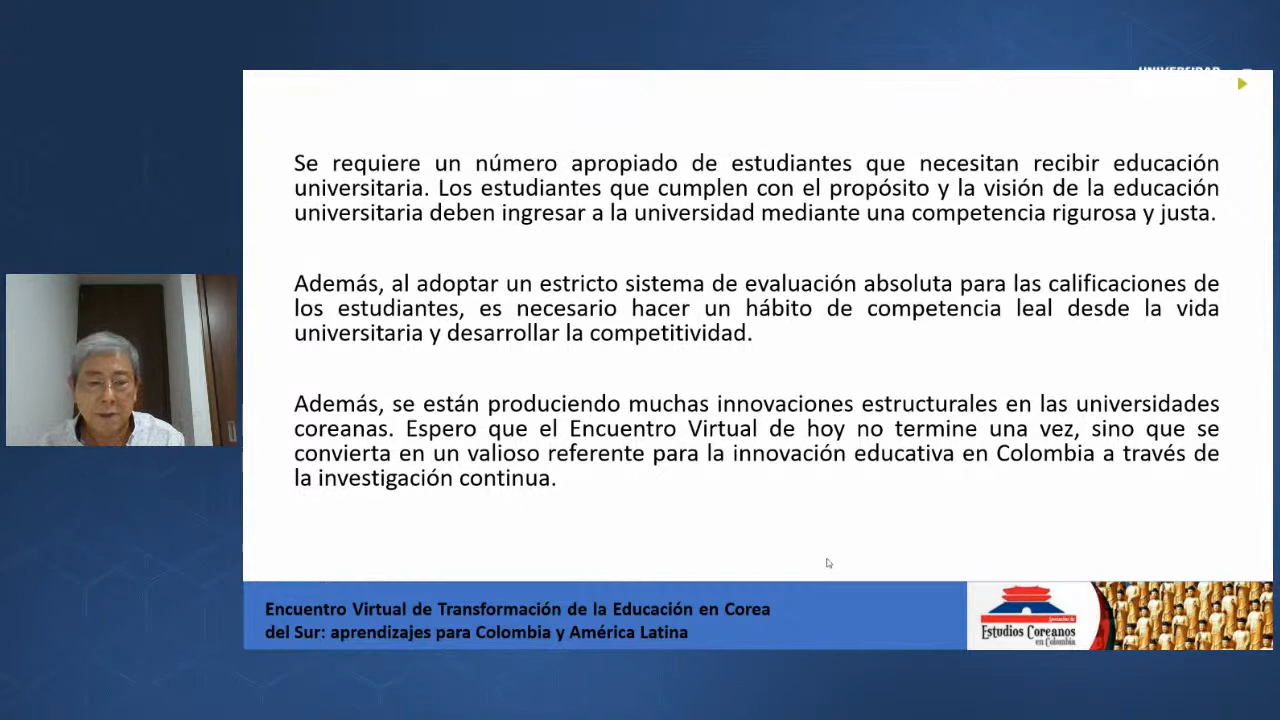 UNIVERSIDAD
Se requiere un número apropiado de estudiantes que necesitan recibir educación
universitaria. Los estudiantes que cumplen con el propósito y la visión de la educación
universitaria deben ingresar a la universidad mediante una competencia rigurosa y justa.
Además, al adoptar un estricto sistema de evaluación absoluta para las calificaciones de
los estudiantes, es necesario hacer un hábito de competencia leal desde la vida
universitaria y desarrollar la competitividad.
Además, se están produciendo muchas innovaciones estructurales en las universidades
coreanas. Espero que el Encuentro Virtual de hoy no termine una vez, sino que se
convierta en un valioso referente para la innovación educativa en Colombia a través de
la investigación continua.
Encuentro Virtual de Transformación de la Educación en Corea
del Sur: aprendizajes para Colombia y América Latina
Estudios Coreanos
en Colombia